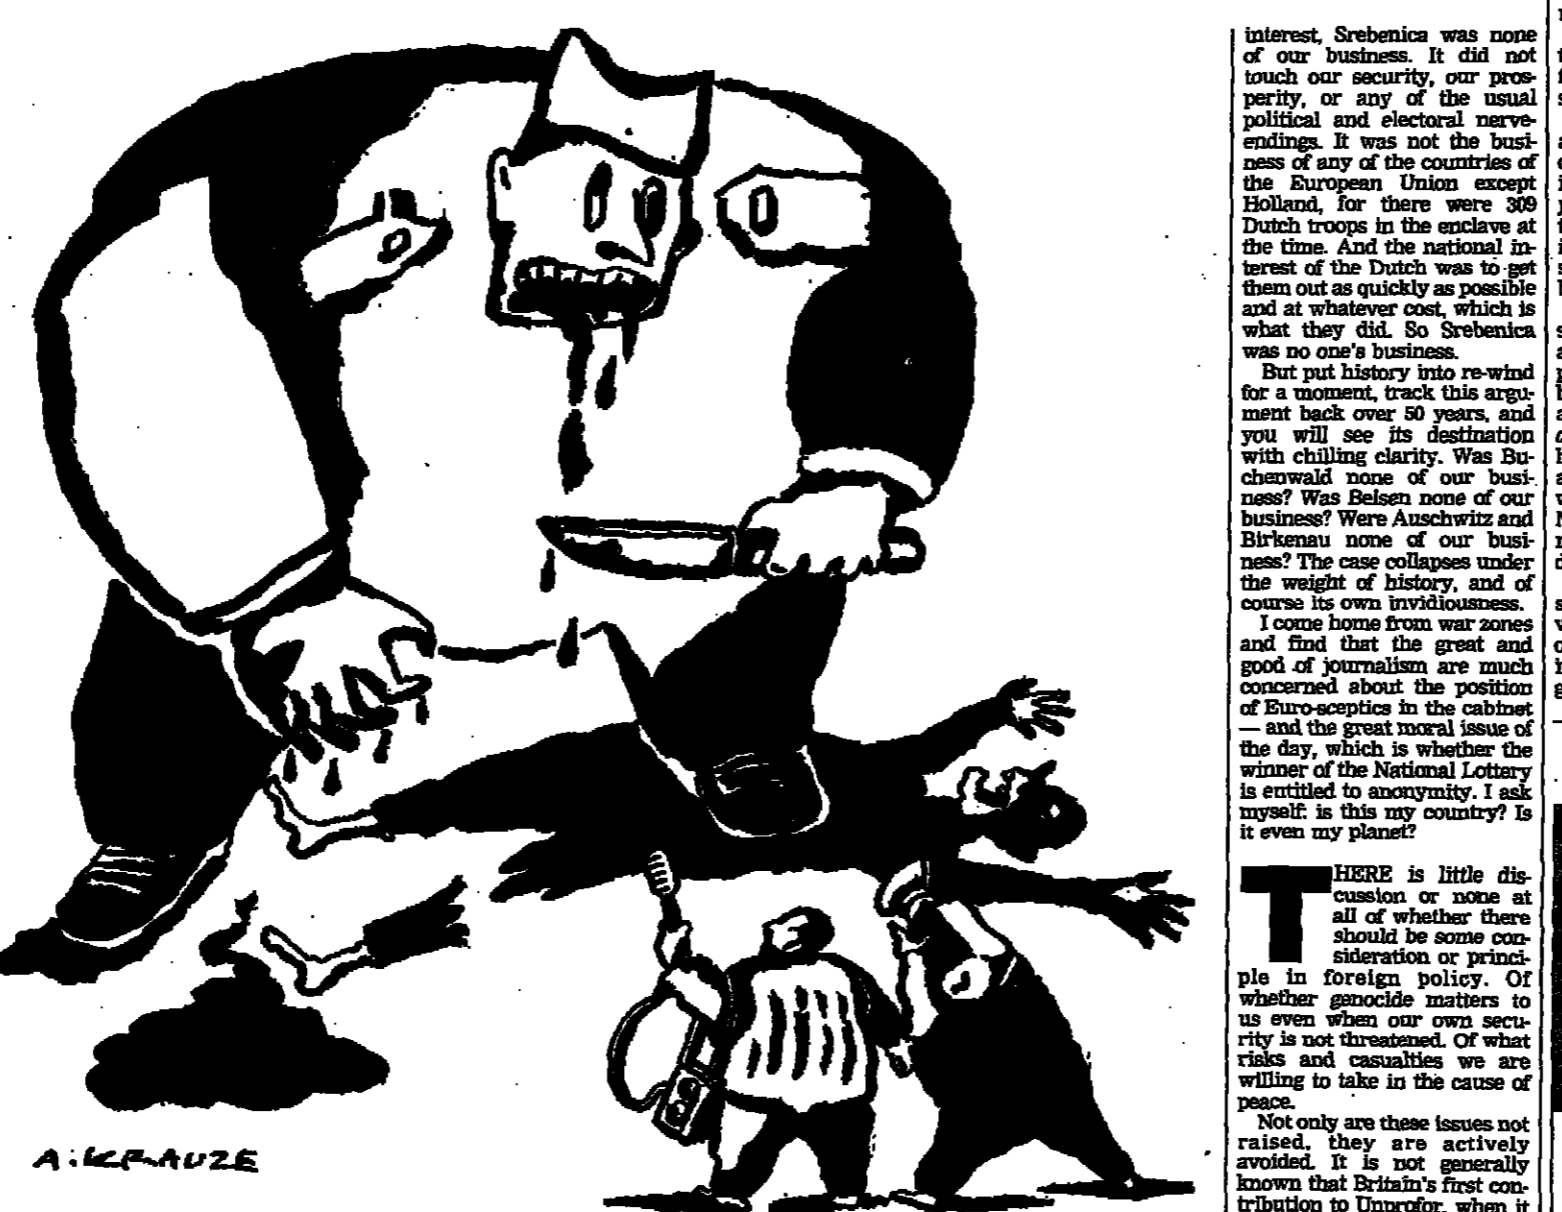 A. KRAUZE
interest, Srebenica was none
of our business. It did not
touch our security, our pros-
perity, or any of the usual
political and electoral nerve-
endings. It was not the busi-
ness of any of the countries of
the European Union except
Holland, for there were 309
Dutch troops in the enclave at
the time. And the national in-
terest of the Dutch was to get
them out as quickly as possible
and at whatever cost, which is
what they did. So Srebenica
was no one's business.
But put history into re-wind
for a moment, track this argu-
ment back over 50 years, and
you will see its destination
with chilling clarity. Was Bu-
chenwald none of our busi-
ness? Was Belsen none of our
business? Were Auschwitz and
Birkenau none of our busi-
ness? The case collapses under
the weight of history, and of
course its own invidiousness.
I come home from war zones
and find that the great and
good of journalism are much
concerned about the position
of Euro-sceptics in the cabinet
— and the great moral issue of
the day, which is whether the
winner of the National Lottery
is entitled to anonymity. I ask
myself: is this my country? Is
it even my planet?
THERE is little dis-
cussion or none at
all of whether there
should be some con-
sideration or princi-
ple in foreign policy. Of
whether genocide matters to
us even when our own secu-
rity is not threatened. Of what
risks and casualties we are
willing to take in the cause of
peace.
Not only are these issues not
raised, they are actively
avoided. It is not generally
known that Britain's first con-
tribution to Unprofor, when it